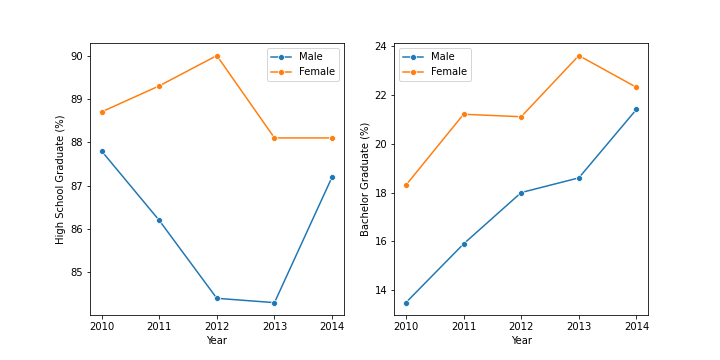 High School Graduate (%)
90
89
88
87
86
85
Male
Female
2010 2011 2012 2013 2014
Year
Bachelor Graduate (%)
24
22
20
18
16
14
Male
Female
2010 2011 2012 2013 2014
Year